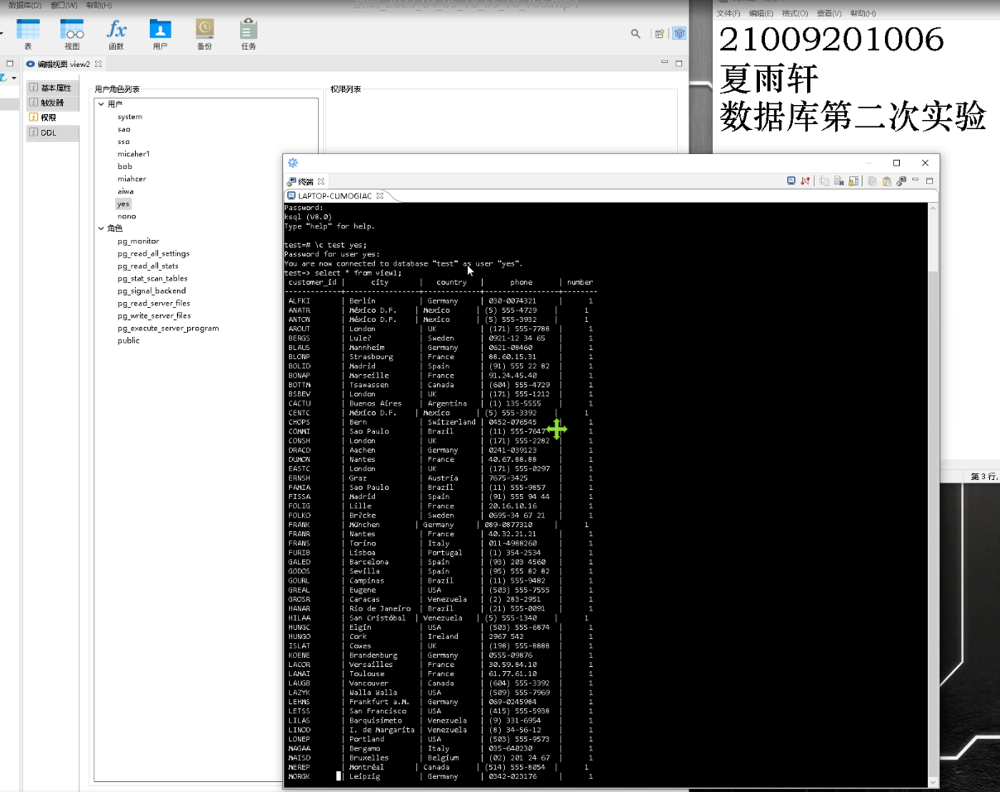 数据库(D) 窗口(W) 帮助(H)
表 视图 函数 用户 备份 任务
编辑视图 view2
基本属性
触发器
权限
DDL
用户角色列表
用户
system
sao
sso
micaher1
bob
miahcer
aiwa
yes
nono
角色
pg_monitor
pg_read_all_settings
pg_read_all_stats
pg_stat_scan_tables
pg_signal_backend
pg_read_server_files
pg_write_server_files
pg_execute_server_program
public
权限列表
文件(F) 编辑(E) 格式(O) 查看(V) 帮助(H)
21009201006
夏雨轩
数据库第二次实验
第 3 行,
终端
LAPTOP-CUMOGIAC
Password:
ksql (V8.0)
Type "help" for help.
test=# \c test yes;
Password for user yes:
You are now connected to database "test" as user "yes".
test=> select * from view1;
customer_id | city | country | phone | number
ALFKI | Berlin | Germany | 030-0074321 | 1
ANATR | México D.F. | Mexico | (5) 555-4729 | 1
ANTON | México D.F. | Mexico | (5) 555-3932 | 1
AROUT | London | UK | (171) 555-7788 | 1
BERGS | Lule? | Sweden | 0921-12 34 65 | 1
BLAUS | Mannheim | Germany | 0621-08460 | 1
BLONP | Strasbourg | France | 88.60.15.31 | 1
BOLID | Madrid | Spain | (91) 555 22 82 | 1
BONAP | Marseille | France | 91.24.45.40 | 1
BOTTM | Tsawassen | Canada | (604) 555-4729 | 1
BSBEV | London | UK | (171) 555-1212 | 1
CACTU | Buenos Aires | Argentina | (1) 135-5555 | 1
CENTC | México D.F. | Mexico | (5) 555-3392 | 1
CHOPS | Bern | Switzerland | 0452-076545 | 1
COMMI | Sao Paulo | Brazil | (11) 555-7647 | 1
CONSH | London | UK | (171) 555-2282 | 1
DRACD | Aachen | Germany | 0241-039123 | 1
DUMON | Nantes | France | 40.67.88.88 | 1
EASTC | London | UK | (171) 555-0297 | 1
ERNSH | Graz | Austria | 7675-3425 | 1
FAMIA | Sao Paulo | Brazil | (11) 555-9857 | 1
FISSA | Madrid | Spain | (91) 555 94 44 | 1
FOLIG | Lille | France | 20.16.10.16 | 1
FOLKO | Br?cke | Sweden | 0695-34 67 21 | 1
FRANK | München | Germany | 089-0877310 | 1
FRANR | Nantes | France | 40.32.21.21 | 1
FRANS | Torino | Italy | 011-4988260 | 1
FURIB | Lisboa | Portugal | (1) 354-2534 | 1
GALED | Barcelona | Spain | (93) 203 4560 | 1
GODOS | Sevilla | Spain | (95) 555 82 82 | 1
GOURL | Campinas | Brazil | (11) 555-9482 | 1
GREAL | Eugene | USA | (503) 555-7555 | 1
GROSR | Caracas | Venezuela | (2) 283-2951 | 1
HANAR | Rio de Janeiro | Brazil | (21) 555-0091 | 1
HILAA | San Cristóbal | Venezuela | (5) 555-1340 | 1
HUNGC | Elgin | USA | (503) 555-6874 | 1
HUNGO | Cork | Ireland | 2967 542 | 1
ISLAT | Cowes | UK | (198) 555-8888 | 1
KOENE | Brandenburg | Germany | 0555-09876 | 1
LACOR | Versailles | France | 30.59.84.10 | 1
LAMAI | Toulouse | France | 61.77.61.10 | 1
LAUGB | Vancouver | Canada | (604) 555-3392 | 1
LAZYK | Walla Walla | USA | (509) 555-7969 | 1
LEHMS | Frankfurt a.M. | Germany | 069-0245984 | 1
LETSS | San Francisco | USA | (415) 555-5938 | 1
LILAS | Barquisimeto | Venezuela | (9) 331-6954 | 1
LINOD | I. de Margarita | Venezuela | (8) 34-56-12 | 1
LONEP | Portland | USA | (503) 555-9573 | 1
MAGAA | Bergamo | Italy | 035-640230 | 1
MAISD | Bruxelles | Belgium | (02) 201 24 67 | 1
MEREP | Montréal | Canada | (514) 555-8054 | 1
MORGK | Leipzig | Germany | 0342-023176 | 1